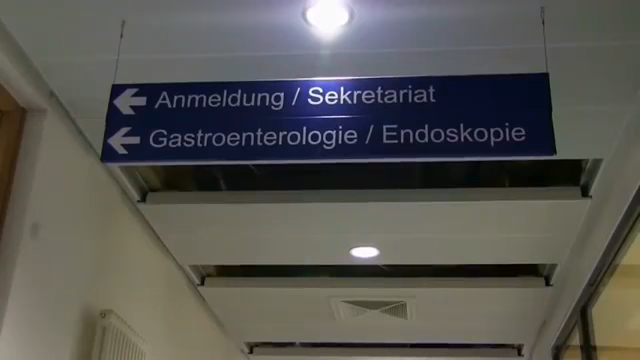 Anmeldung / Sekretariat
Gastroenterologie / Endoskopie